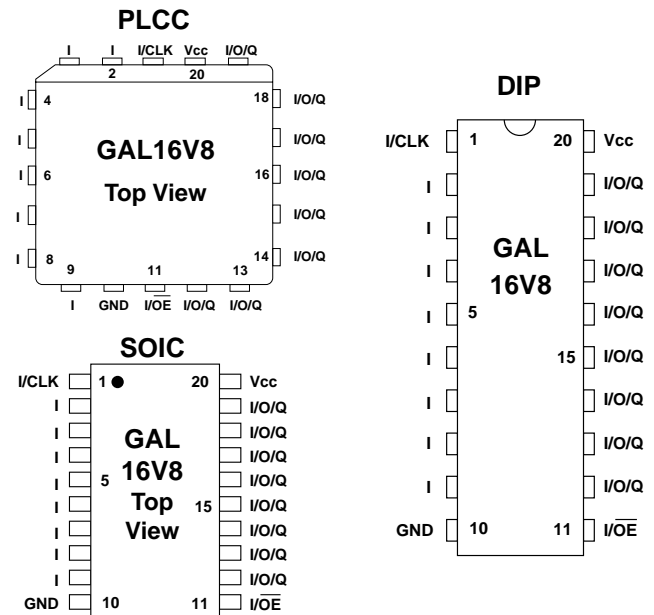 PLCC
I I I/CLK Vcc I/O/Q
2 20
I 4 18 I/O/Q
I I/O/Q
GAL16V8
I 6 16 I/O/Q
Top View
I I/O/Q
I 8 14 I/O/Q
9 11 13
I GND I/OE I/O/Q I/O/Q
SOIC
I/CLK 1 20 Vcc
I I/O/Q
I I/O/Q
GAL
I I/O/Q
16V8
I 5 I/O/Q
Top
I 15 I/O/Q
View
I I/O/Q
I I/O/Q
I I/O/Q
GND 10 11 I/OE
DIP
I/CLK 1 20 Vcc
I I/O/Q
I I/O/Q
GAL
I I/O/Q
16V8
I 5 I/O/Q
I 15 I/O/Q
I I/O/Q
I I/O/Q
I I/O/Q
GND 10 11 I/OE